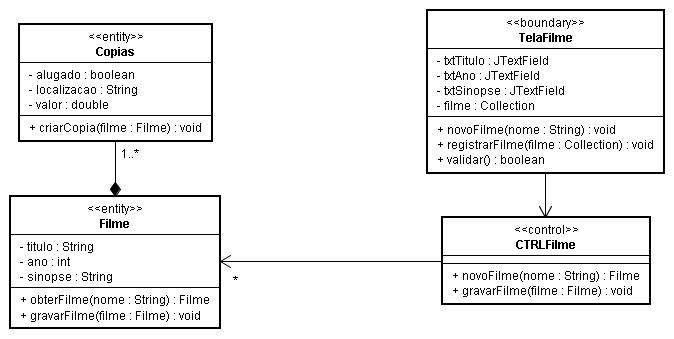 <<entity>>
Copias
- alugado : boolean
- localizacao : String
- valor : double
+ criarCopia(filme : Filme) : void
1..*
<<boundary>>
TelaFilme
- txtTitulo : JTextField
- txtAno : JTextField
- txtSinopse : JTextField
- filme : Collection
+ novoFilme(nome : String) : void
+ registrarFilme(filme : Collection) : void
+ validar() : boolean
<<entity>>
Filme
- titulo : String
- ano : int
- sinopse : String
+ obterFilme(nome : String) : Filme
+ gravarFilme(filme : Filme) : void
*
<<control>>
CTRLFilme
+ novoFilme(nome : String) : Filme
+ gravarFilme(filme : Filme) : void